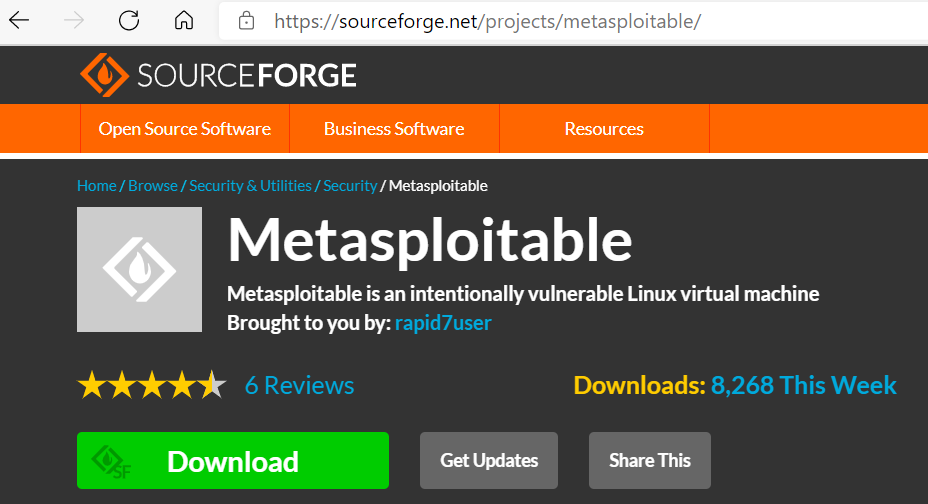 https://sourceforge.net/projects/metasploitable/
SOURCEFORGE
Open Source Software Business Software Resources
Home / Browse / Security & Utilities / Security / Metasploitable
Metasploitable
Metasploitable is an intentionally vulnerable Linux virtual machine
Brought to you by: rapid7user
6 Reviews Downloads: 8,268 This Week
SF Download Get Updates Share This